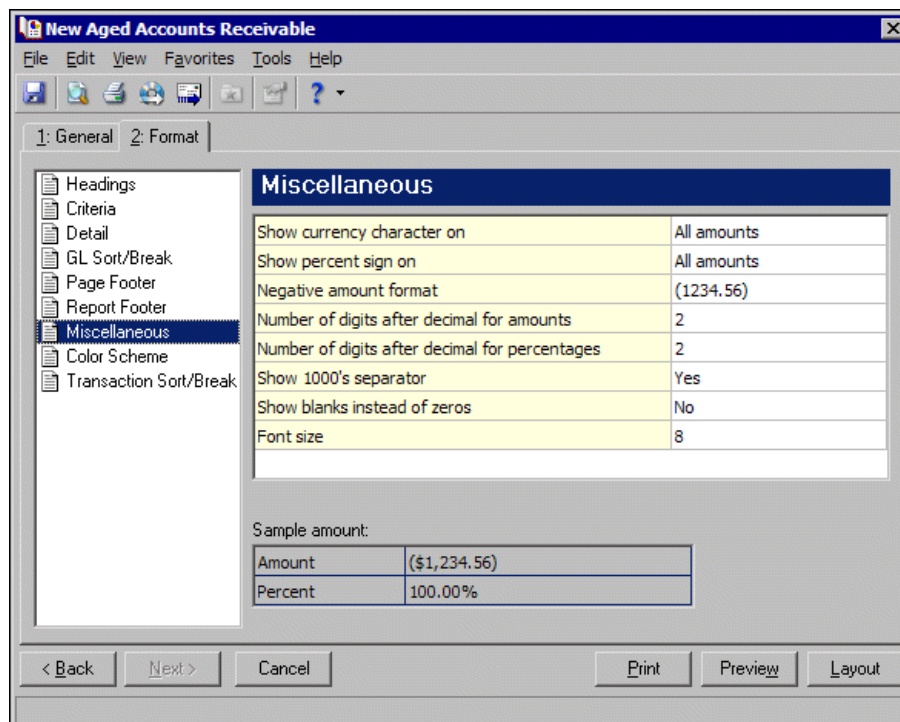 New Aged Accounts Receivable
File Edit View Favorites Tools Help
1: General 2: Format
Headings
Criteria
Detail
GL Sort/Break
Page Footer
Report Footer
Miscellaneous
Color Scheme
Transaction Sort/Break
Miscellaneous
Show currency character on All amounts
Show percent sign on All amounts
Negative amount format (1234.56)
Number of digits after decimal for amounts 2
Number of digits after decimal for percentages 2
Show 1000's separator Yes
Show blanks instead of zeros No
Font size 8
Sample amount:
Amount ($1,234.56)
Percent 100.00%
< Back Next > Cancel Print Preview Layout